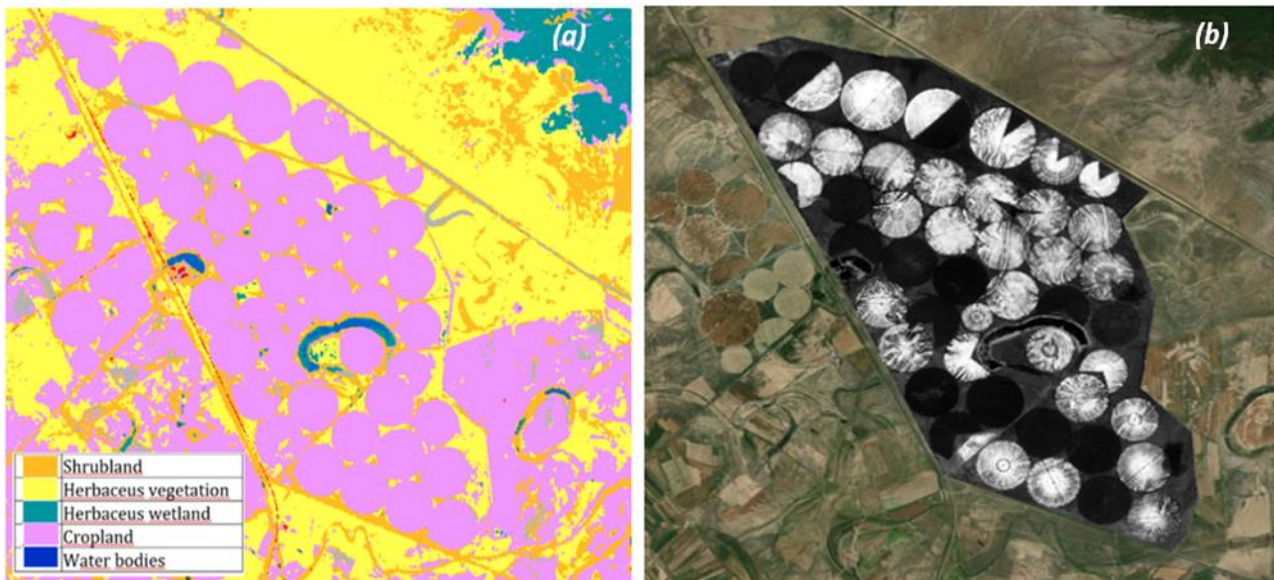 (a)
(b)
Shrubland
Herbaceus vegetation
Herbaceus wetland
Cropland
Water bodies